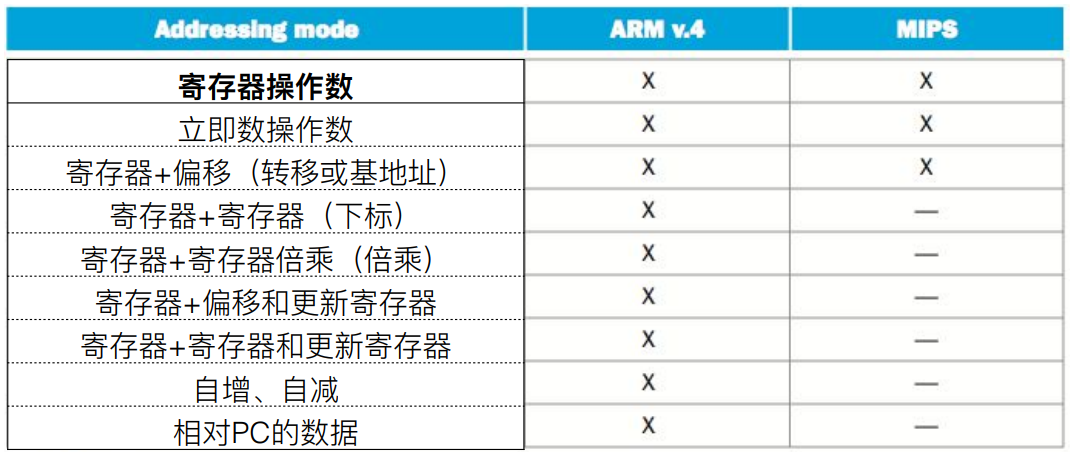 Addressing mode ARM v.4 MIPS
寄存器操作数 X X
立即数操作数 X X
寄存器+偏移（转移或基地址） X X
寄存器+寄存器（下标） X —
寄存器+寄存器倍乘（倍乘） X —
寄存器+偏移和更新寄存器 X —
寄存器+寄存器和更新寄存器 X —
自增、自减 X —
相对PC的数据 X —